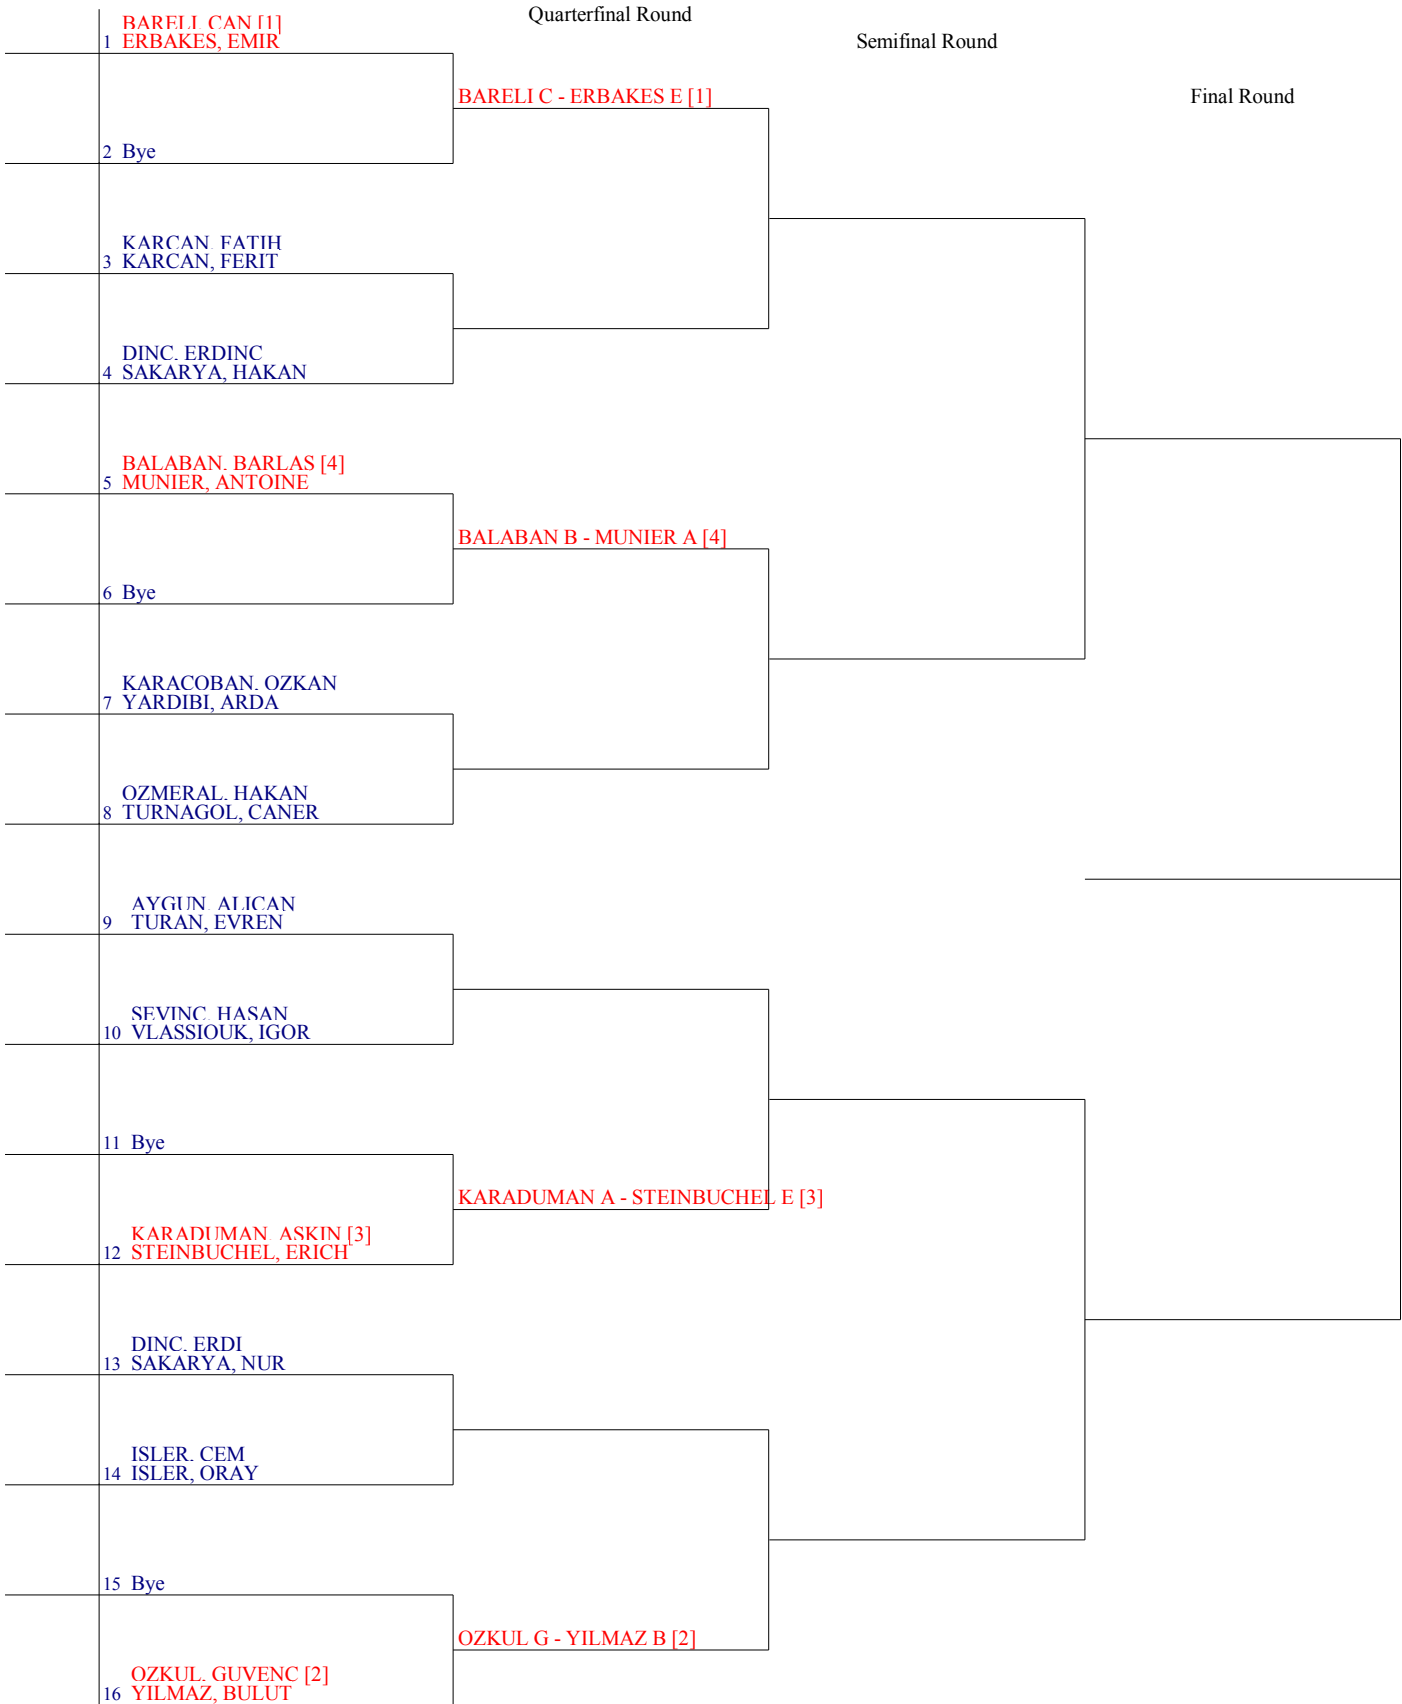 Quarterfinal Round
Semifinal Round
Final Round
BARELI, CAN [1]
1 ERBAKES, EMIR
BARELI C - ERBAKES E [1]
2 Bye
KARCAN, FATIH
3 KARCAN, FERIT
DINC, ERDINC
4 SAKARYA, HAKAN
BALABAN, BARLAS [4]
5 MUNIER, ANTOINE
BALABAN B - MUNIER A [4]
6 Bye
KARACOBAN, OZKAN
7 YARDIBI, ARDA
OZMERAL, HAKAN
8 TURNAGOL, CANER
AYGUN, ALICAN
9 TURAN, EVREN
SEVINC, HASAN
10 VLASSIOUK, IGOR
11 Bye
KARADUMAN A - STEINBUCHEL E [3]
KARADUMAN, ASKIN [3]
12 STEINBUCHEL, ERICH
DINC, ERDI
13 SAKARYA, NUR
ISLER, CEM
14 ISLER, ORAY
15 Bye
OZKUL G - YILMAZ B [2]
OZKUL, GUVENC [2]
16 YILMAZ, BULUT